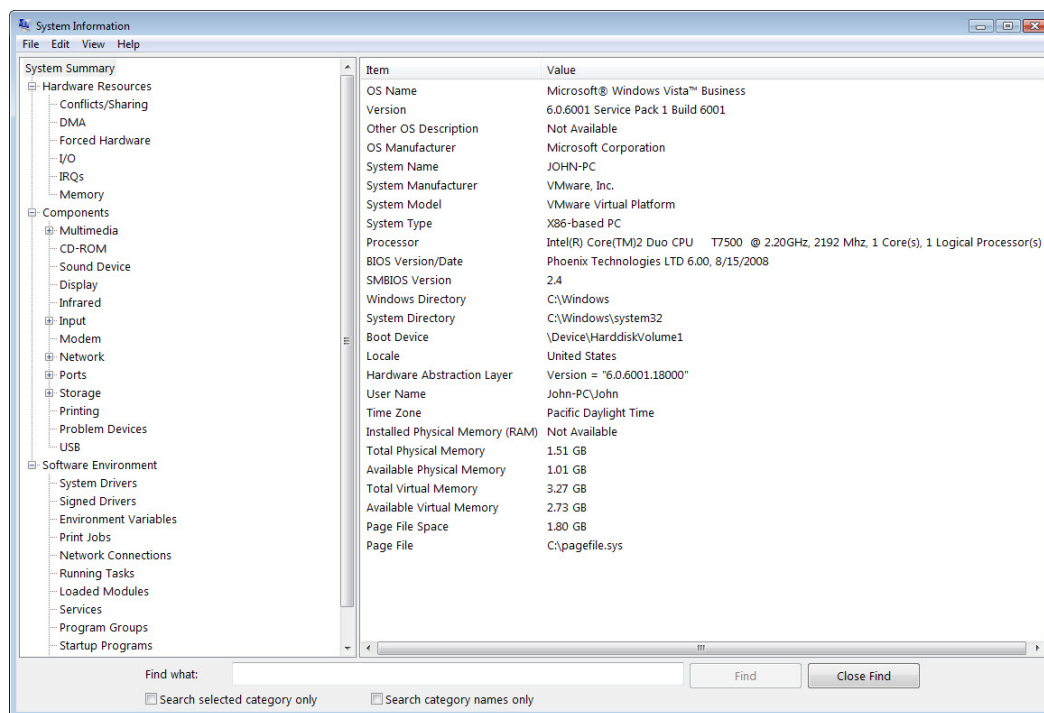 System Information
File Edit View Help
System Summary
Hardware Resources
Conflicts/Sharing
DMA
Forced Hardware
I/O
IRQs
Memory
Components
Multimedia
CD-ROM
Sound Device
Display
Infrared
Input
Modem
Network
Ports
Storage
Printing
Problem Devices
USB
Software Environment
System Drivers
Signed Drivers
Environment Variables
Print Jobs
Network Connections
Running Tasks
Loaded Modules
Services
Program Groups
Startup Programs
Item Value
OS Name Microsoft® Windows Vista™ Business
Version 6.0.6001 Service Pack 1 Build 6001
Other OS Description Not Available
OS Manufacturer Microsoft Corporation
System Name JOHN-PC
System Manufacturer VMware, Inc.
System Model VMware Virtual Platform
System Type X86-based PC
Processor Intel(R) Core(TM)2 Duo CPU T7500 @ 2.20GHz, 2192 Mhz, 1 Core(s), 1 Logical Processor(s)
BIOS Version/Date Phoenix Technologies LTD 6.00, 8/15/2008
SMBIOS Version 2.4
Windows Directory C:\Windows
System Directory C:\Windows\system32
Boot Device \Device\HarddiskVolume1
Locale United States
Hardware Abstraction Layer Version = "6.0.6001.18000"
User Name John-PC\John
Time Zone Pacific Daylight Time
Installed Physical Memory (RAM) Not Available
Total Physical Memory 1.51 GB
Available Physical Memory 1.01 GB
Total Virtual Memory 3.27 GB
Available Virtual Memory 2.73 GB
Page File Space 1.80 GB
Page File C:\pagefile.sys
Find what: Find Close Find
Search selected category only Search category names only